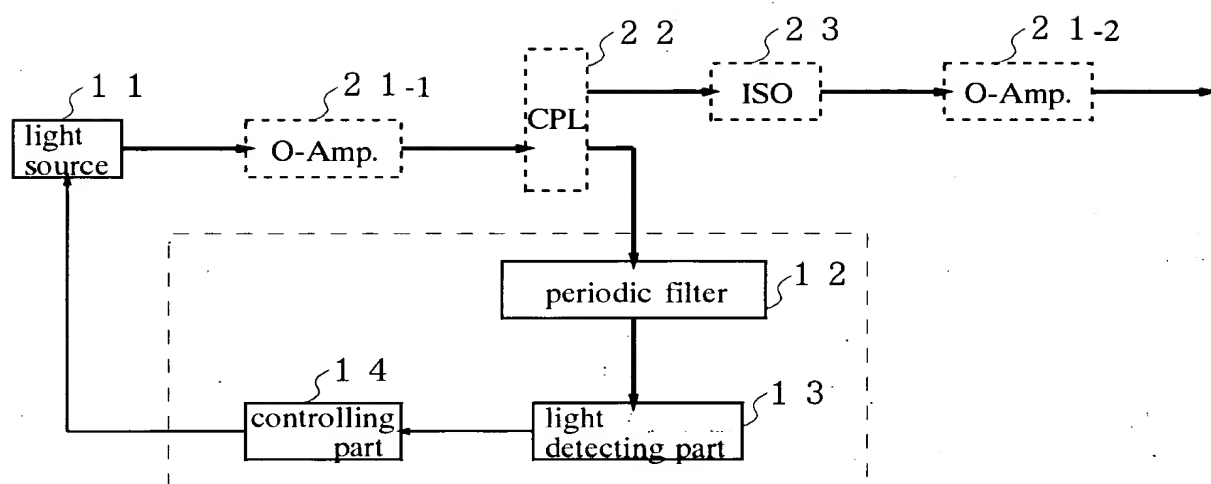 2 2
2 3
2 1-2
1 1
2 1-1
ISO
O-Amp.
CPL
light
source
O-Amp.
1 2
periodic filter
1 4
1 3
controlling
part
light
detecting part